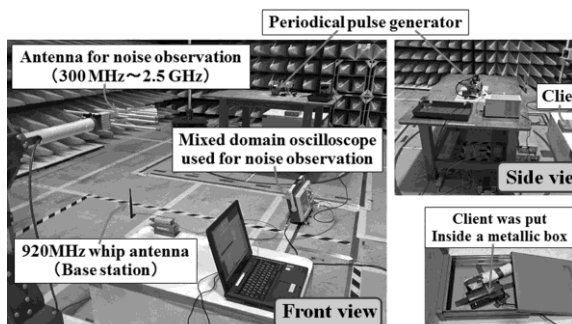 Periodical pulse generator
Antenna for noise observation
(300 MHz～2.5 GHz)
Mixed domain oscilloscope
used for noise observation
920MHz whip antenna
(Base station)
Front view
Side
Client was put
Inside a metallic box